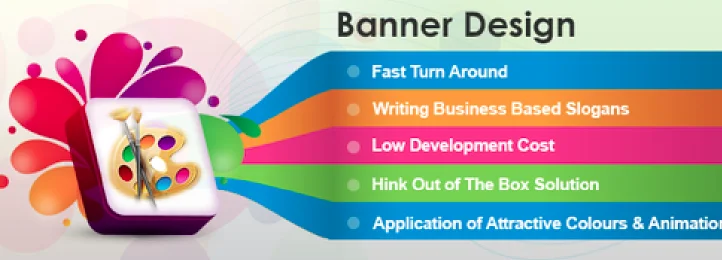 Banner Design
Fast Turn Around
Writing Business Based Slogans
Low Development Cost
Hink Out of The Box Solution
Application of Attractive Colours & Animation